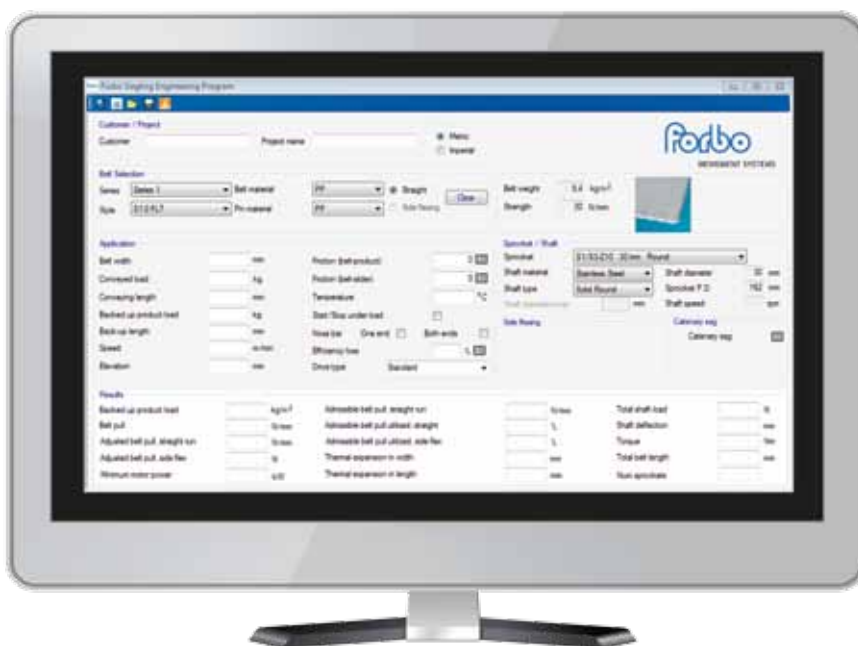 Forbo Siegling Engineering Program
Customer / Project
Customer Project name Metric
Imperial
Forbo
MOVEMENT SYSTEMS
Belt Selection
Series Series 1 Belt material PP Straight Clear Belt weight kg/m²
Style Pin material PP Side flexing Strength 30 N/mm
Application Sprocket / Shaft
Belt width mm Friction (belt-product) 0 Sprocket Round
Conveyed load kg Friction (belt-slider) 0 Shaft material Stainless Steel Shaft diameter mm
Conveying length mm Temperature °C Shaft type Solid Round Sprocket P.D. mm
Backed up product load kg Start/Stop under load mm Shaft speed rpm
Back up length mm Nose bar One end Both ends Side flexing Catenary sag
Speed m/min Efficiency loss % Catenary sag
Elevation mm Drive type Standard
Results
Backed up product load kg/m² Admissible belt pull, straight run N/mm Total shaft load N
Belt pull N/mm Admissible belt pull utilised, straight % Shaft deflection mm
Adjusted belt pull, straight run N/mm Admissible belt pull utilised, side flex % Torque Nm
Adjusted belt pull, side flex N Thermal expansion in width mm Total belt length mm
Minimum motor power kW Thermal expansion in length mm Num sprockets